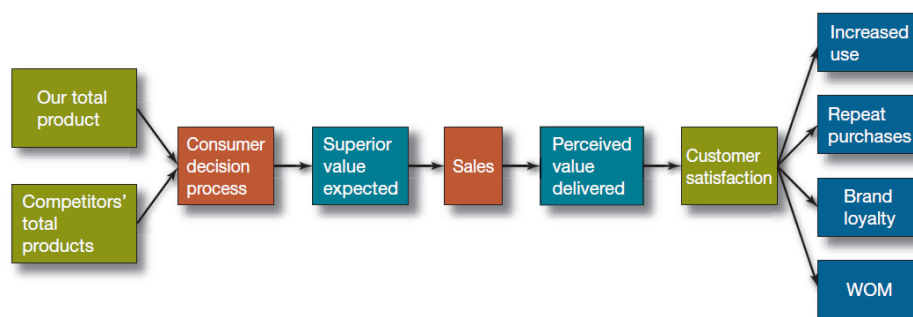 Our total
product
Competitors'
total
products
Consumer
decision
process
Superior
value
expected
Sales
Perceived
value
delivered
Customer
satisfaction
Increased
use
Repeat
purchases
Brand
loyalty
WOM